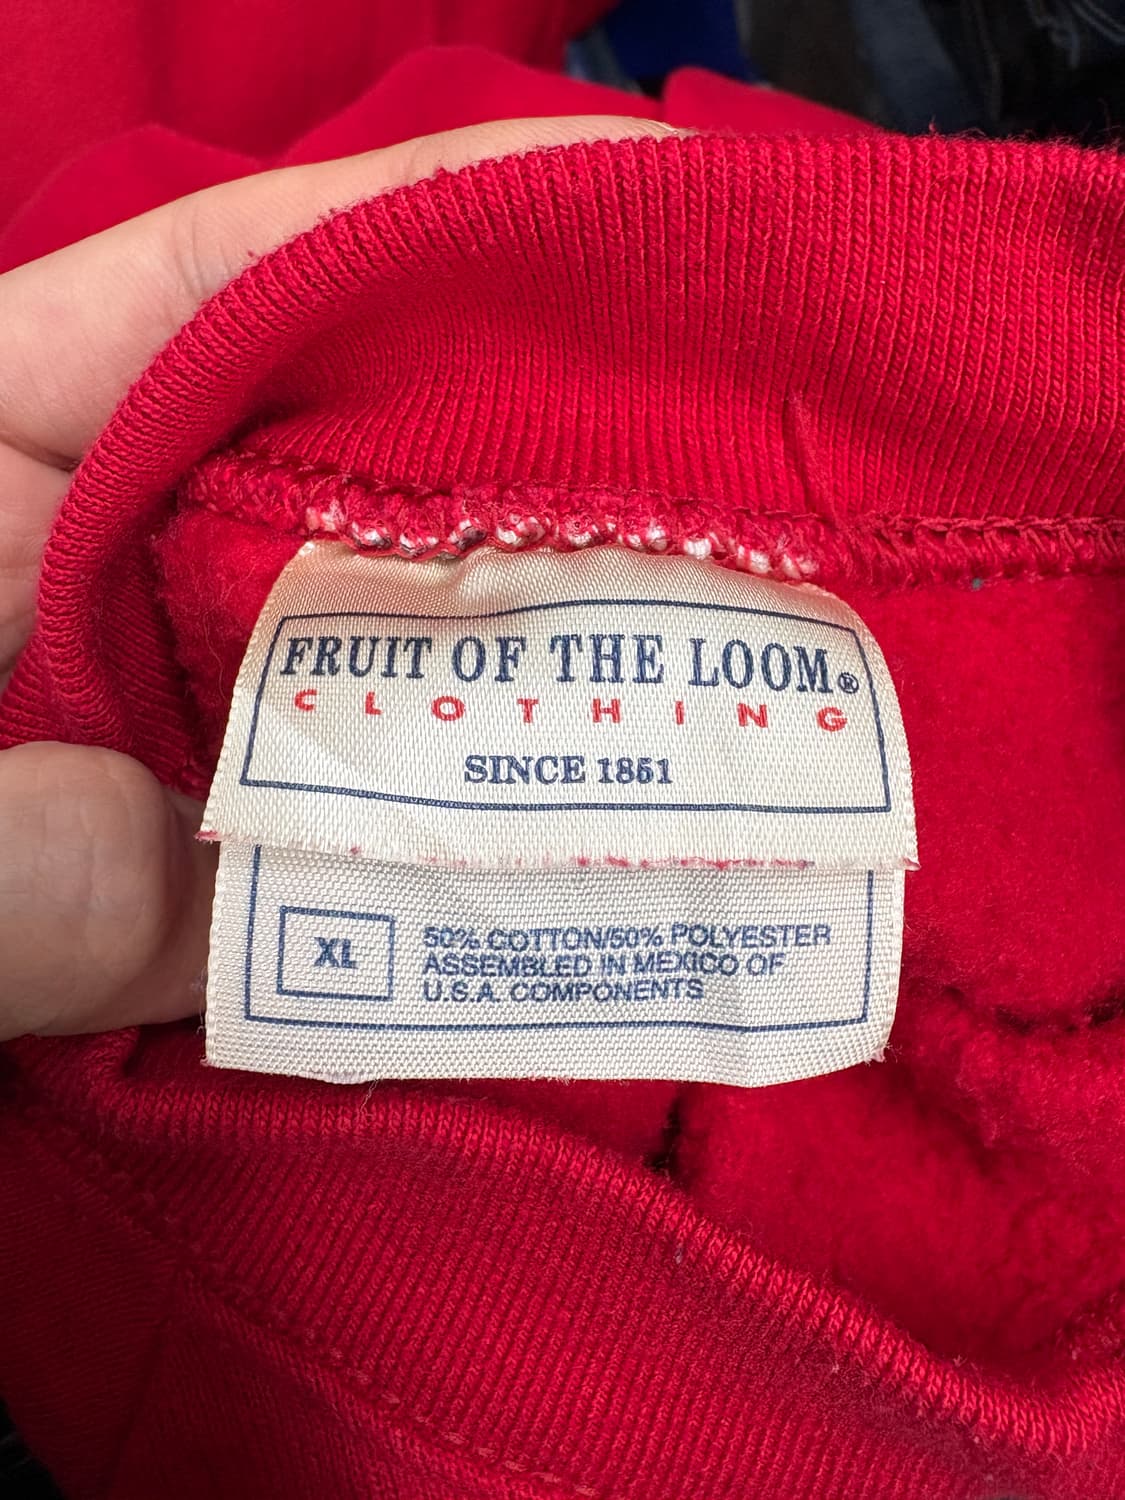 FRUIT OF THE LOOM®
CLOTHING
SINCE 1851
XL
50% COTTON/50% POLYESTER
ASSEMBLED IN MEXICO OF
U.S.A. COMPONENTS